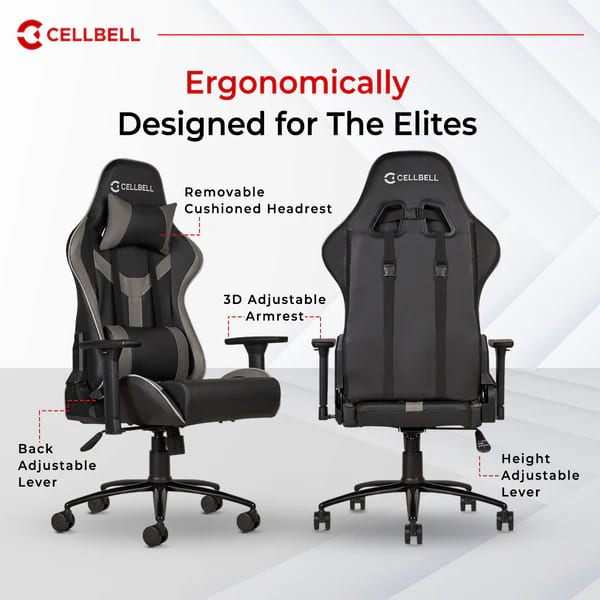 CELLBELL
Ergonomically
Designed for The Elites
CELLBELL
CELLBELL
Removable
Cushioned Headrest
3D Adjustable
Armrest
Back
Adjustable
Lever
Height
Adjustable
Lever